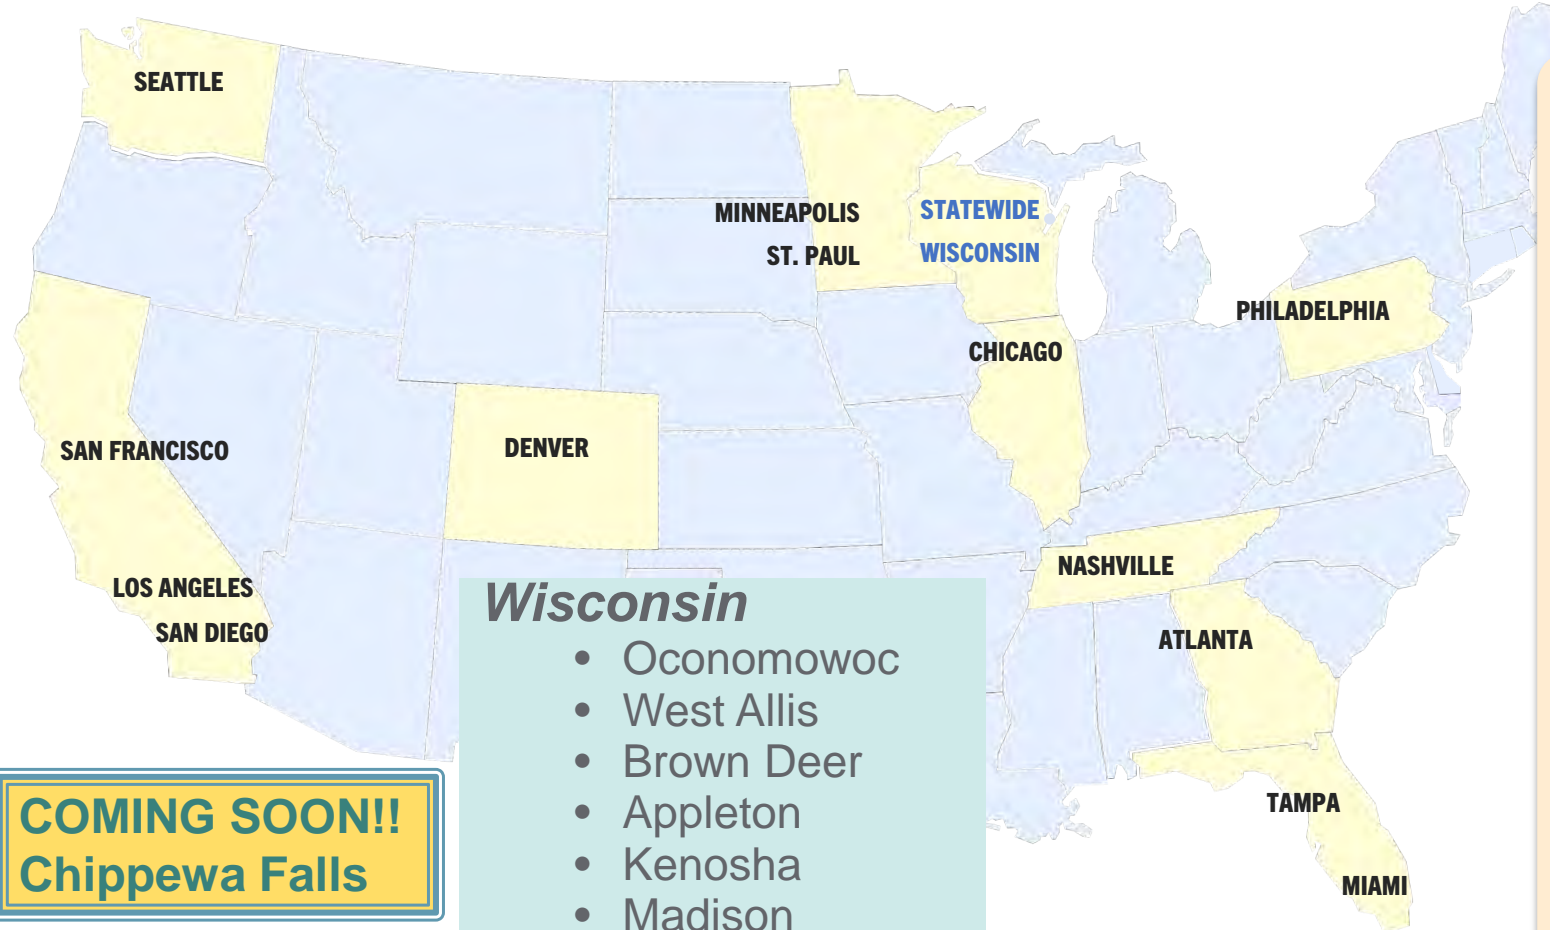 SEATTLE
MINNEAPOLIS
ST. PAUL
STATEWIDE
WISCONSIN
PHILADELPHIA
CHICAGO
SAN FRANCISCO
DENVER
LOS ANGELES
SAN DIEGO
NASHVILLE
ATLANTA
TAMPA
MIAMI
Wisconsin
• Oconomowoc
• West Allis
• Brown Deer
• Appleton
• Kenosha
• Madison
COMING SOON!!
Chippewa Falls